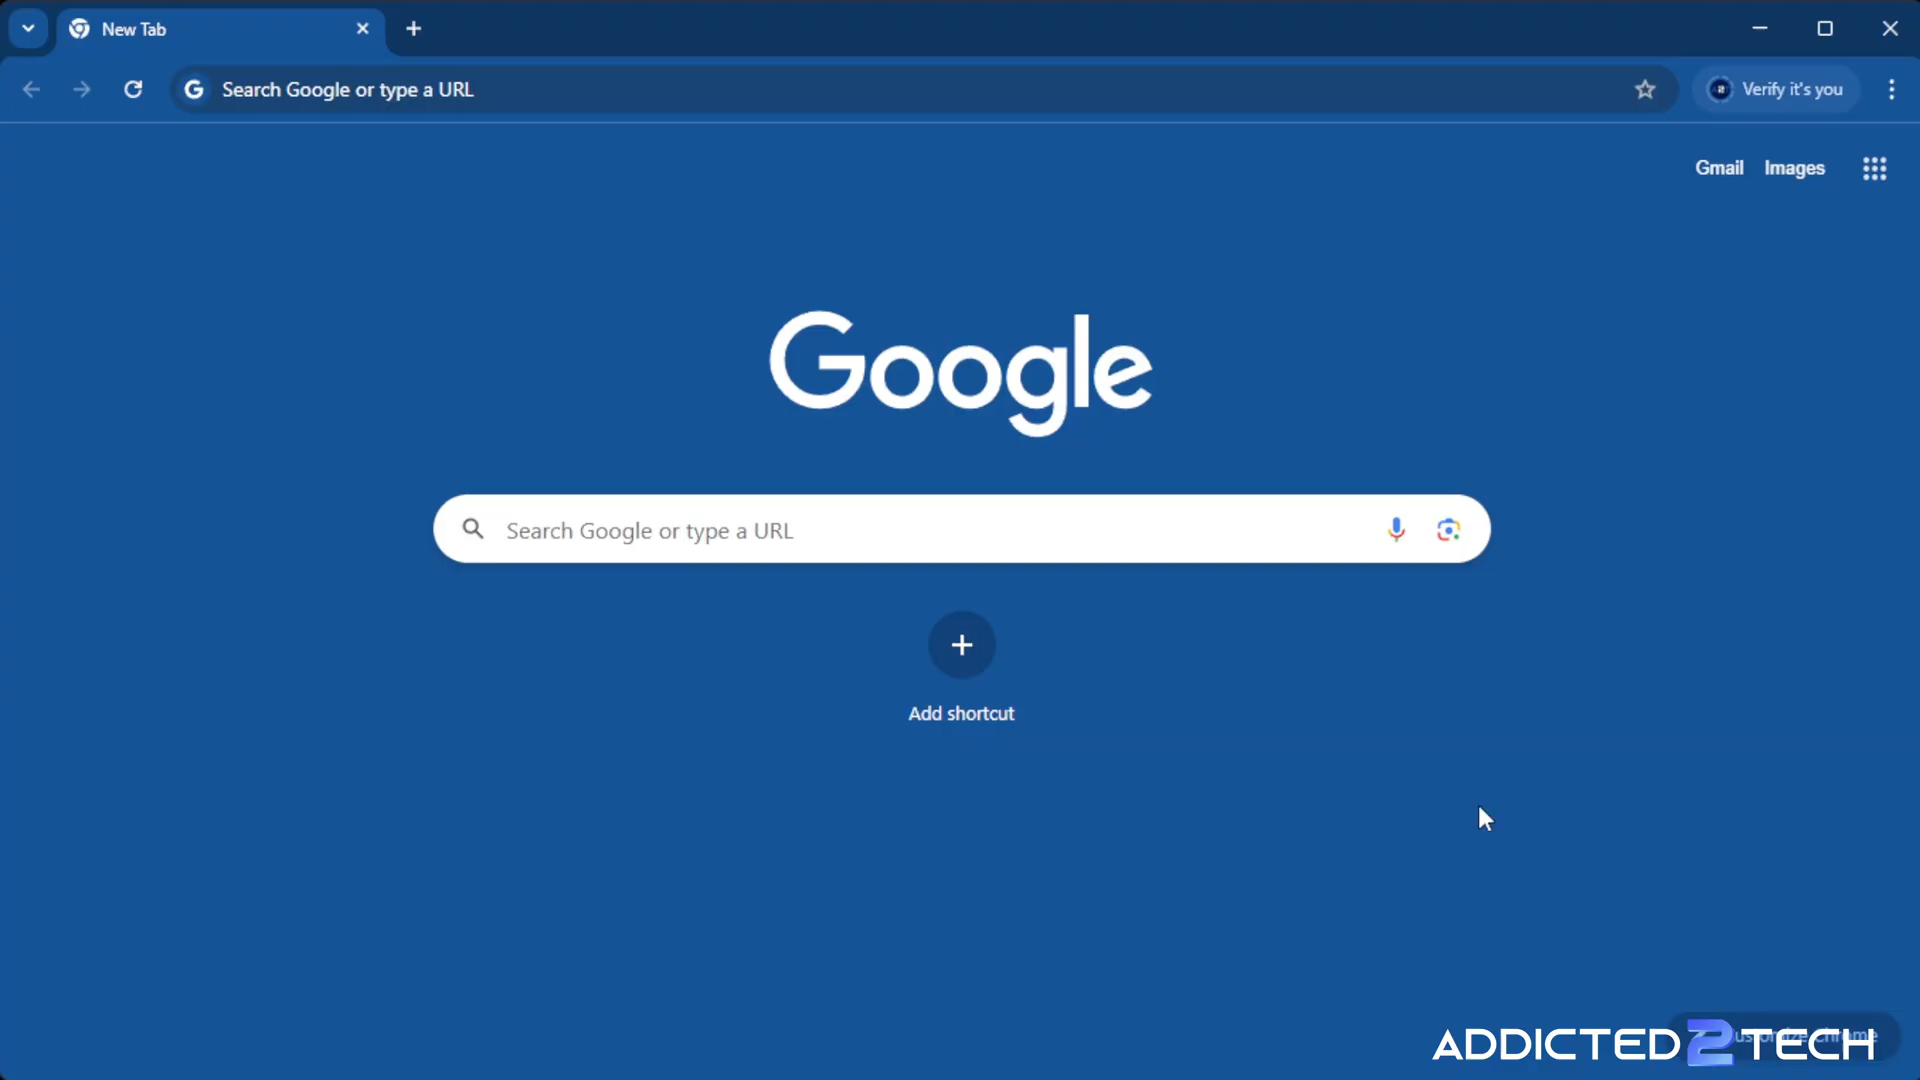 New Tab
Search Google or type a URL
Verify it's you
Gmail Images
Google
Search Google or type a URL
Add shortcut
ADDICTED2TECH